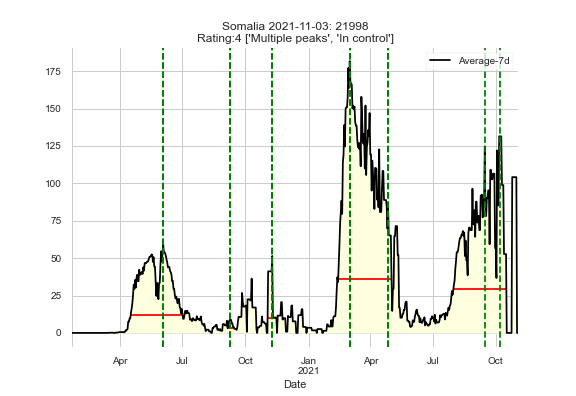 Somalia 2021-11-03: 21998
Rating:4 ['Multiple peaks', 'In control']
Average-7d
175
150
125
100
75
50
25
0
Apr Jul Oct Jan Apr Jul Oct
2021
Date